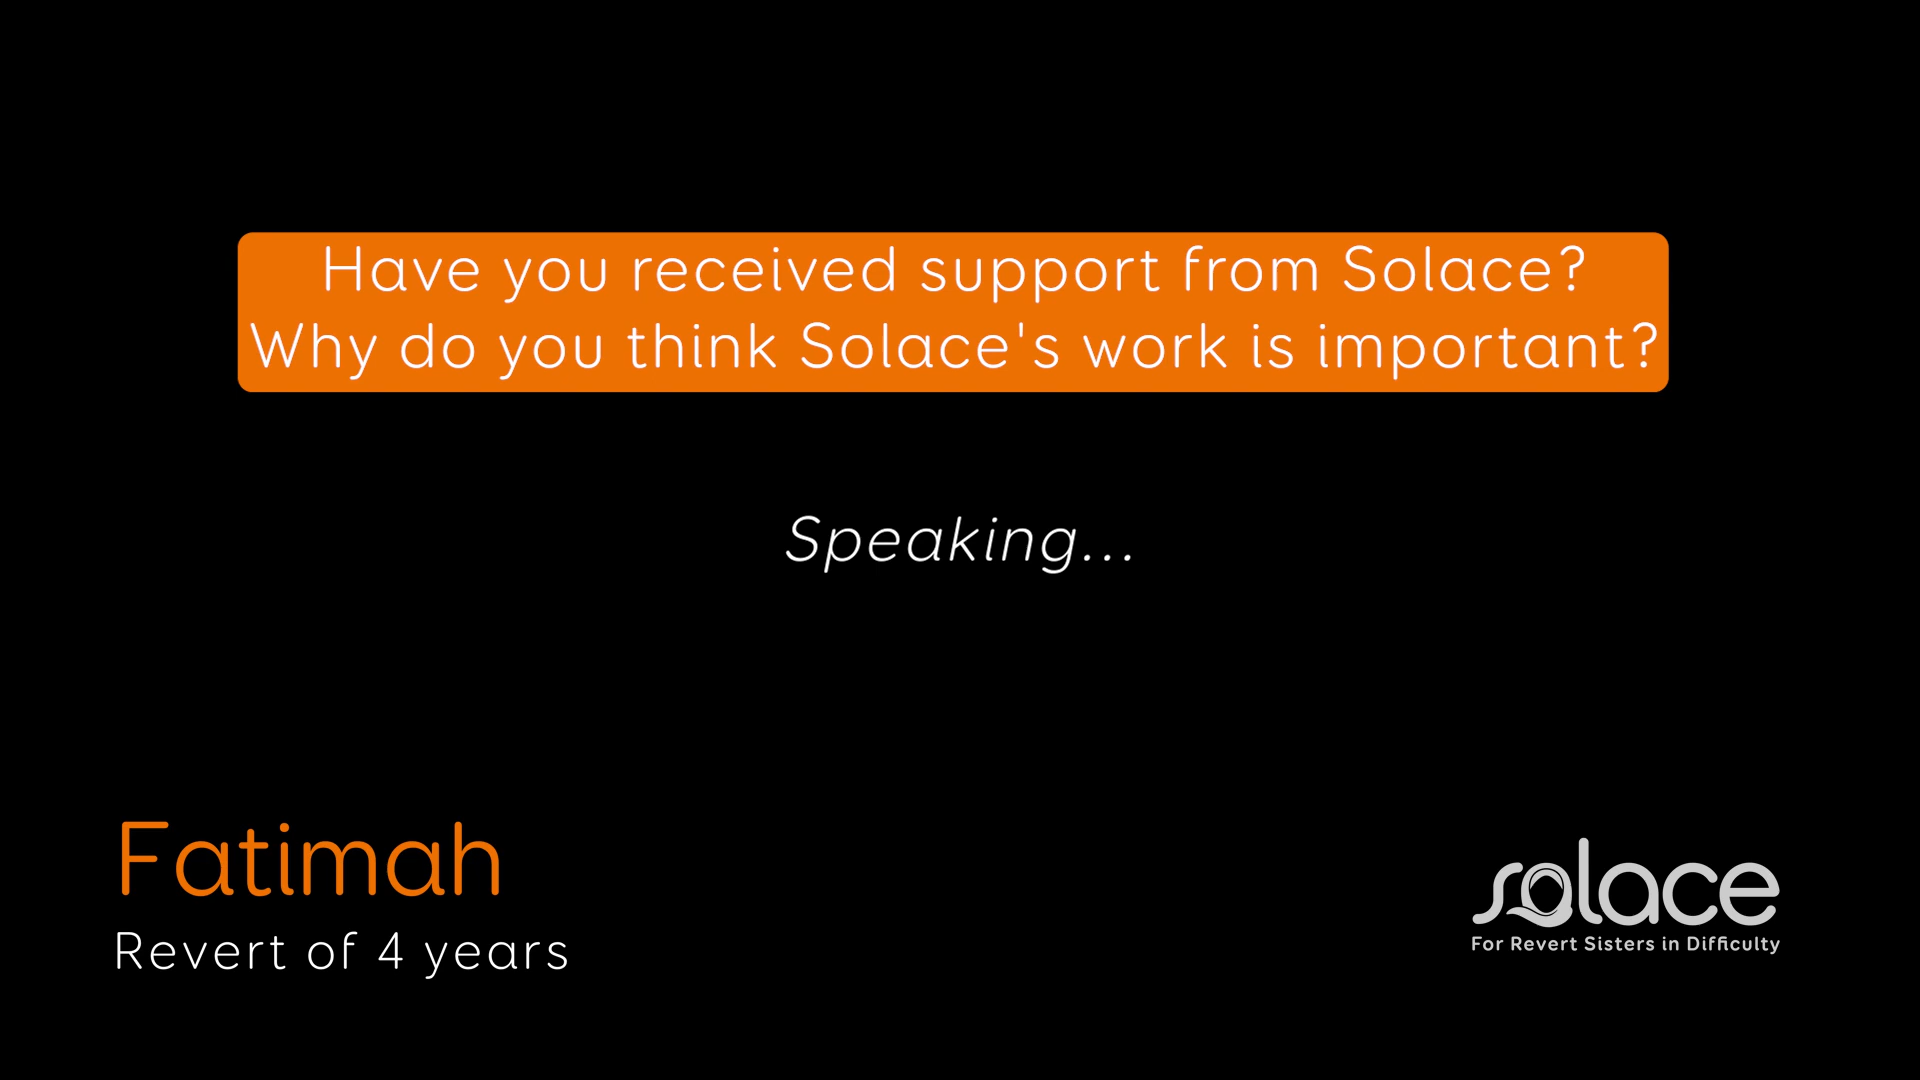 Have you received support from Solace?
Why do you think Solace's work is important?
Speaking...
Fatimah
Revert of 4 years
solace
For Revert Sisters in Difficulty